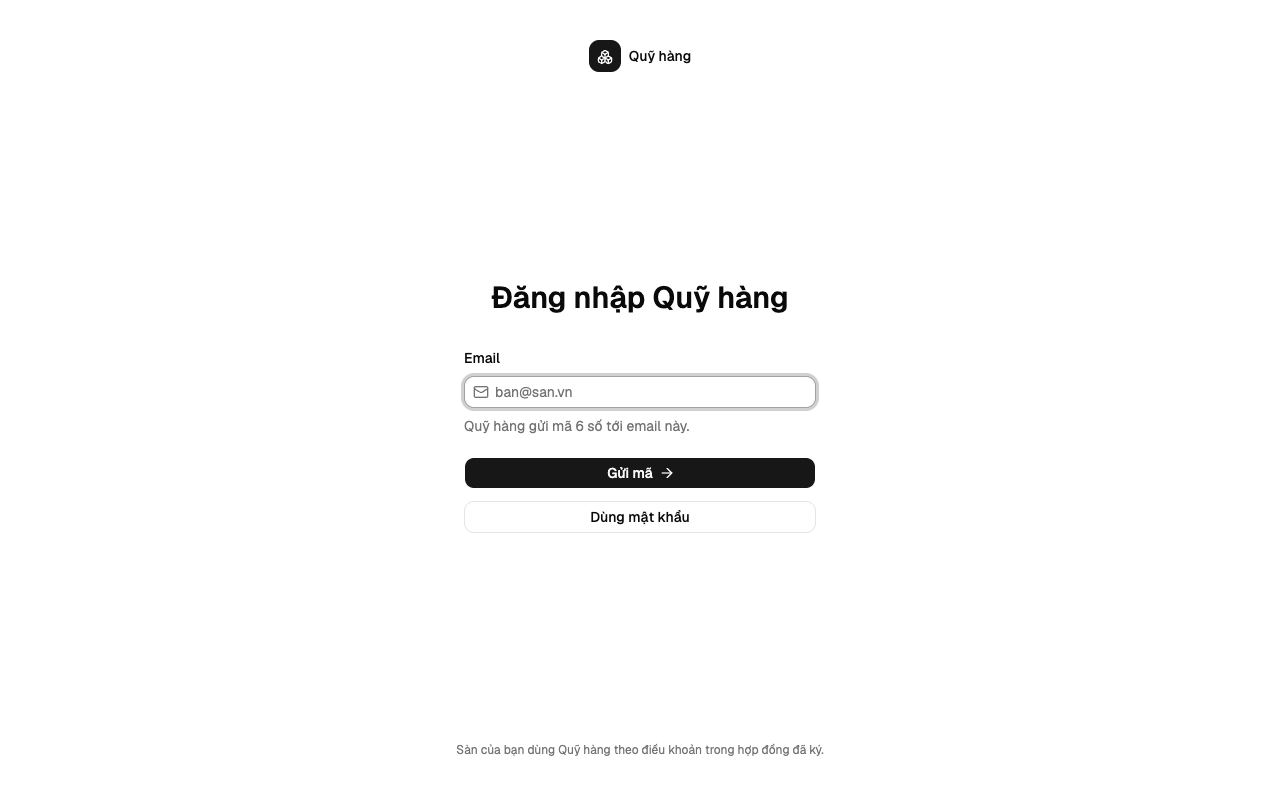 Quỹ hàng
Đăng nhập Quỹ hàng
Email
ban@san.vn
Quỹ hàng gửi mã 6 số tới email này.
Gửi mã
Dùng mật khẩu
Sàn của bạn dùng Quỹ hàng theo điều khoản trong hợp đồng đã ký.